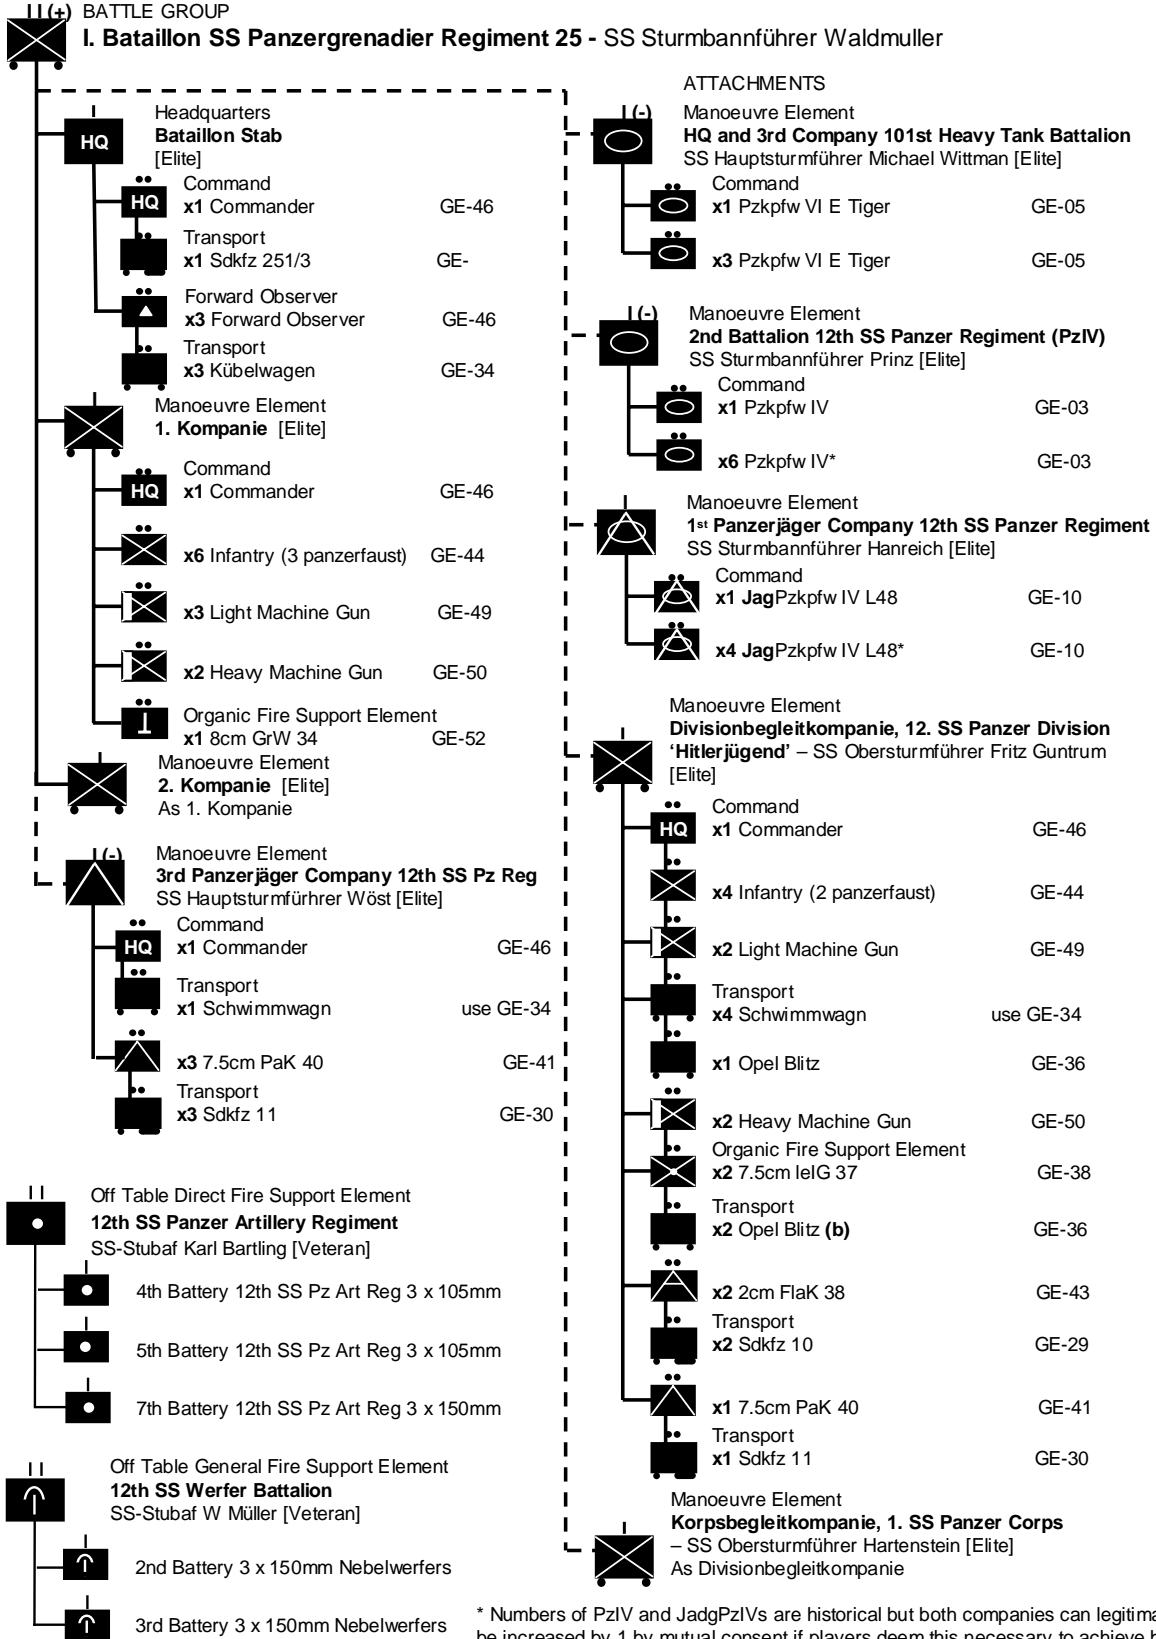 I I (+) BATTLE GROUP
I. Bataillon SS Panzergrenadier Regiment 25 - SS Sturmbannführer Waldmuller
Headquarters
HQ Bataillon Stab
[Elite]
Command
HQ x1 Commander GE-46
Transport
x1 Sdkfz 251/3 GE-
Forward Observer
x3 Forward Observer GE-46
Transport
x3 Kübelwagen GE-34
Manoeuvre Element
1. Kompanie [Elite]
Command
HQ x1 Commander GE-46
x6 Infantry (3 panzerfaust) GE-44
x3 Light Machine Gun GE-49
x2 Heavy Machine Gun GE-50
Organic Fire Support Element
x1 8cm GrW 34 GE-52
Manoeuvre Element
2. Kompanie [Elite]
As 1. Kompanie
I (-) Manoeuvre Element
3rd Panzerjäger Company 12th SS Pz Reg
SS Hauptsturmfürhrer Wöst [Elite]
Command
HQ x1 Commander GE-46
Transport
x1 Schwimmwagn use GE-34
x3 7.5cm PaK 40 GE-41
Transport
x3 Sdkfz 11 GE-30
I I Off Table Direct Fire Support Element
12th SS Panzer Artillery Regiment
SS-Stubaf Karl Bartling [Veteran]
4th Battery 12th SS Pz Art Reg 3 x 105mm
5th Battery 12th SS Pz Art Reg 3 x 105mm
7th Battery 12th SS Pz Art Reg 3 x 150mm
I I Off Table General Fire Support Element
12th SS Werfer Battalion
SS-Stubaf W Müller [Veteran]
2nd Battery 3 x 150mm Nebelwerfers
3rd Battery 3 x 150mm Nebelwerfers
ATTACHMENTS
I (-) Manoeuvre Element
HQ and 3rd Company 101st Heavy Tank Battalion
SS Hauptsturmführer Michael Wittman [Elite]
Command
x1 Pzkpfw VI E Tiger GE-05
x3 Pzkpfw VI E Tiger GE-05
I (-) Manoeuvre Element
2nd Battalion 12th SS Panzer Regiment (PzIV)
SS Sturmbannführer Prinz [Elite]
Command
x1 Pzkpfw IV GE-03
x6 Pzkpfw IV* GE-03
Manoeuvre Element
1st Panzerjäger Company 12th SS Panzer Regiment
SS Sturmbannführer Hanreich [Elite]
Command
x1 JagPzkpfw IV L48 GE-10
x4 JagPzkpfw IV L48* GE-10
Manoeuvre Element
Divisionbegleitkompanie, 12. SS Panzer Division
‘Hitlerjügend’ – SS Obersturmführer Fritz Guntrum
[Elite]
Command
HQ x1 Commander GE-46
x4 Infantry (2 panzerfaust) GE-44
x2 Light Machine Gun GE-49
Transport
x4 Schwimmwagn use GE-34
x1 Opel Blitz GE-36
x2 Heavy Machine Gun GE-50
Organic Fire Support Element
x2 7.5cm leIG 37 GE-38
Transport
x2 Opel Blitz (b) GE-36
x2 2cm FlaK 38 GE-43
Transport
x2 Sdkfz 10 GE-29
x1 7.5cm PaK 40 GE-41
Transport
x1 Sdkfz 11 GE-30
Manoeuvre Element
Korpsbegleitkompanie, 1. SS Panzer Corps
– SS Obersturmführer Hartenstein [Elite]
As Divisionbegleitkompanie
* Numbers of PzIV and JadgPzIVs are historical but both companies can
be increased by 1 by mutual consent if players deem this necessary to achieve